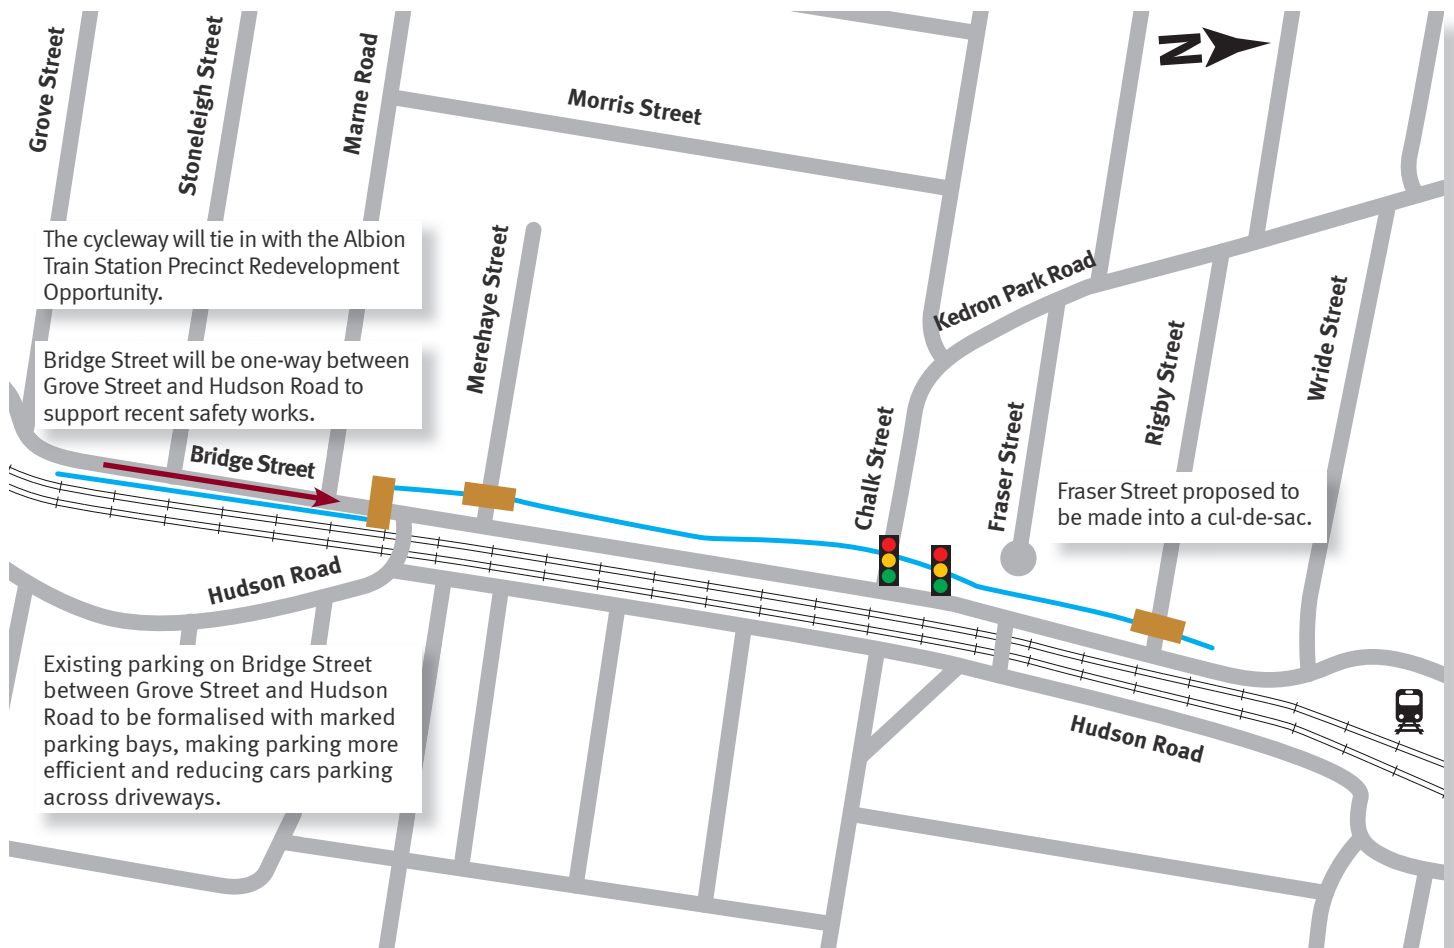 Grove Street
Stoneleigh Street
Marne Road
Morris Street
N
The cycleway will tie in with the Albion
Train Station Precinct Redevelopment
Opportunity.
Merehaye Street
Kedron Park Road
Bridge Street will be one-way between
Grove Street and Hudson Road to
support recent safety works.
Rigby Street
Wride Street
Bridge Street
Chalk Street
Fraser Street
Fraser Street proposed to
be made into a cul-de-sac.
Hudson Road
Existing parking on Bridge Street
between Grove Street and Hudson
Road to be formalised with marked
parking bays, making parking more
efficient and reducing cars parking
across driveways.
Hudson Road